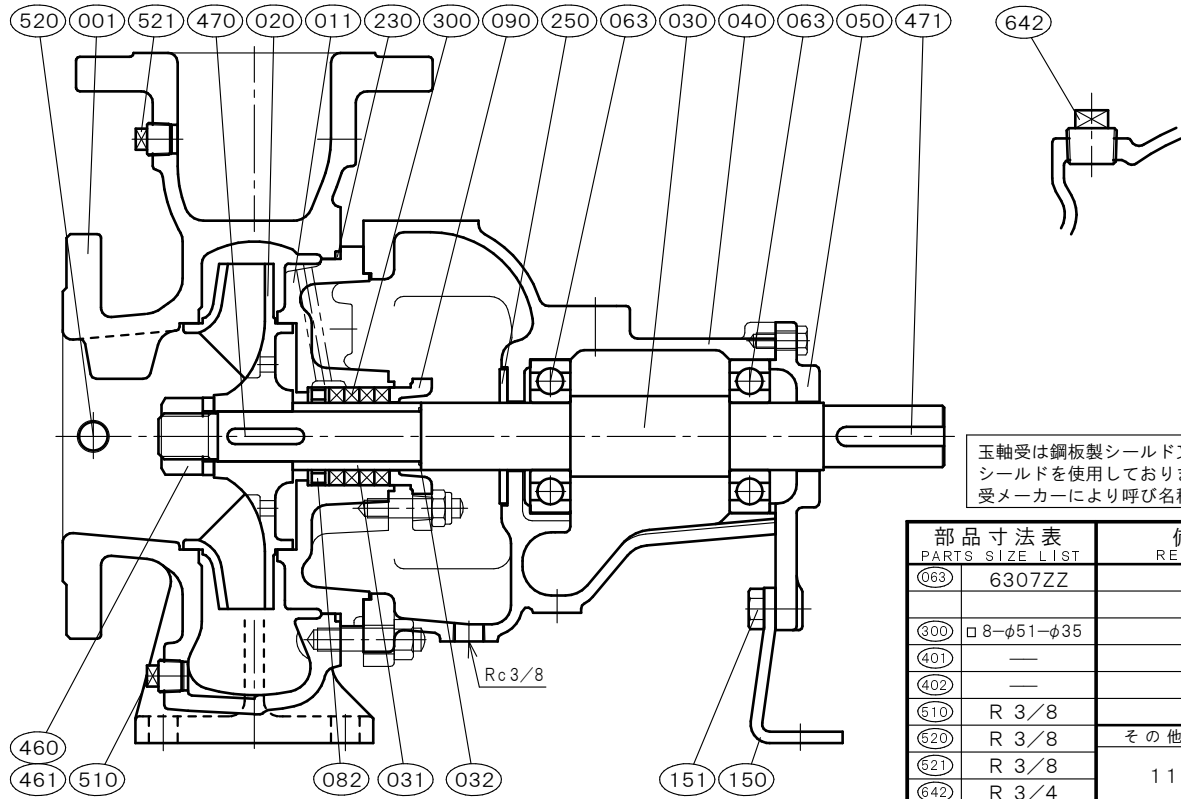 520 001 521 470 020 011 230 300 090 250 063 030 040 063 050 471 642
玉軸受は鋼板製シールド
シールドを使用しており
受メーカーにより呼び名
部品寸法表
PARTS SIZE LIST
RE
063 6307ZZ
300 □8-φ51-φ35
401 —
402 —
510 R 3/8
520 R 3/8
その他
521 R 3/8
11
642 R 3/4
Rc3/8
460
461 510 082 031 032 151 150